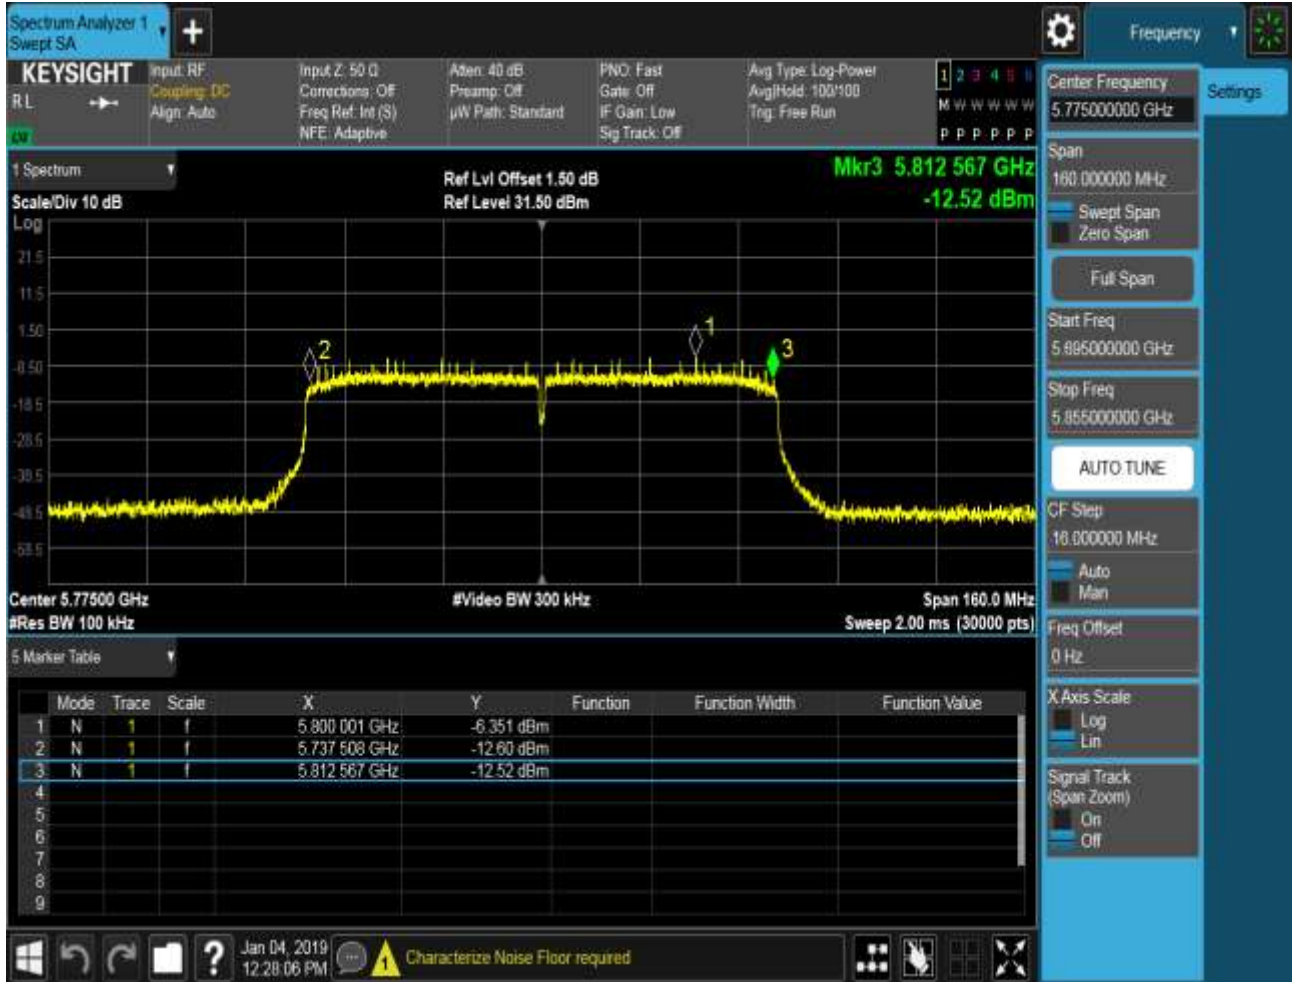 Spectrum Analyzer 1
Swept SA
Frequency
KEYSIGHT
RL
Input: RF
Coupling: DC
Align: Auto
Input Z: 50 Ω
Corrections: Off
Freq Ref: Int (S)
NFE: Adaptive
Atten: 40 dB
Preamp: Off
µW Path: Standard
PNO: Fast
Gate: Off
IF Gain: Low
Sig Track: Off
Avg Type: Log-Power
Avg|Hold: 100/100
Trig: Free Run
1 2 3 4 5 6
M W W W W W
P P P P P P
1 Spectrum
Scale/Div 10 dB
Ref Lvl Offset 1.50 dB
Ref Level 31.50 dBm
Mkr3 5.812 567 GHz
-12.52 dBm
Log
21.5
11.5
1.50
-8.50
-18.5
-28.5
-38.5
-48.5
-58.5
2
1
3
Center 5.77500 GHz
#Video BW 300 kHz
Span 160.0 MHz
#Res BW 100 kHz
Sweep 2.00 ms (30000 pts)
5 Marker Table
Mode Trace Scale X Y Function Function Width Function Value
1 N 1 f 5.800 001 GHz -6.351 dBm
2 N 1 f 5.737 508 GHz -12.60 dBm
3 N 1 f 5.812 567 GHz -12.52 dBm
4
5
6
7
8
9
Center Frequency
5.775000000 GHz
Settings
Span
160.000000 MHz
Swept Span
Zero Span
Full Span
Start Freq
5.695000000 GHz
Stop Freq
5.855000000 GHz
AUTO TUNE
CF Step
16.000000 MHz
Auto
Man
Freq Offset
0 Hz
X Axis Scale
Log
Lin
Signal Track
(Span Zoom)
On
Off
?
Jan 04, 2019
12:28:06 PM
1
Characterize Noise Floor required